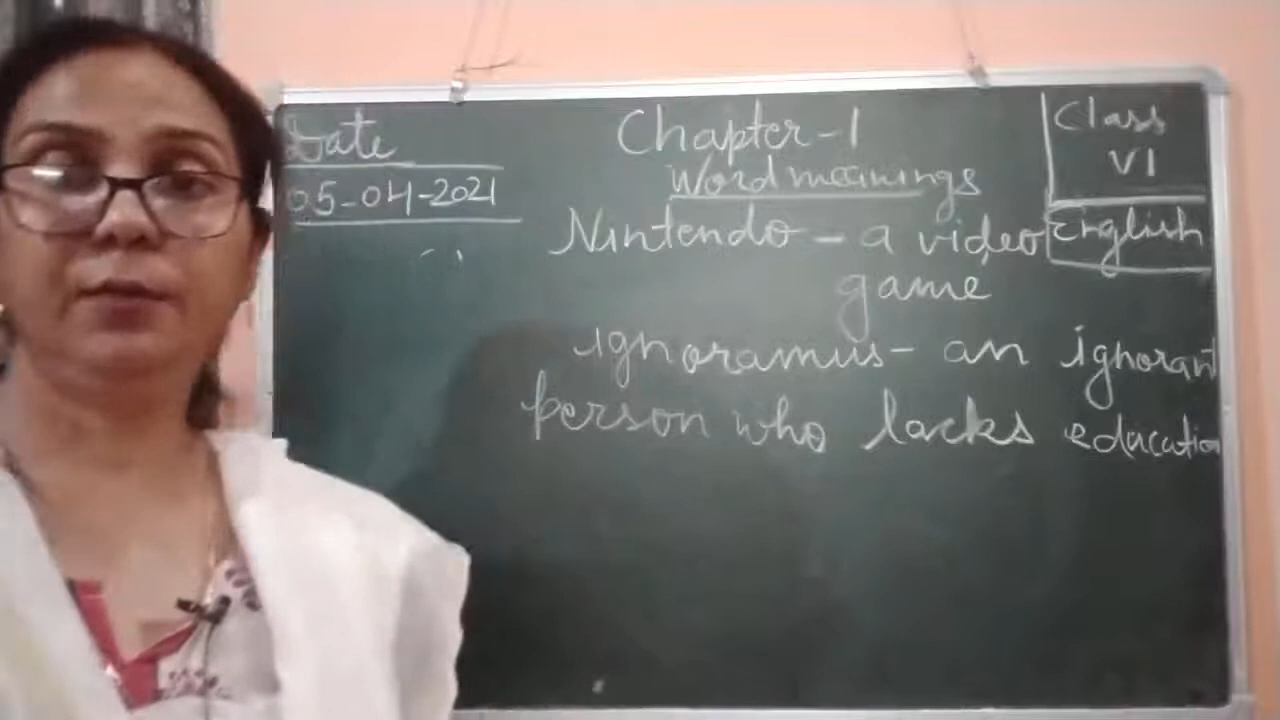 Date
05-04-2021
Chapter-1
Word meanings
Class
VI
English
Nintendo - a video
game
ignoramus - an ignorant
person who lacks education